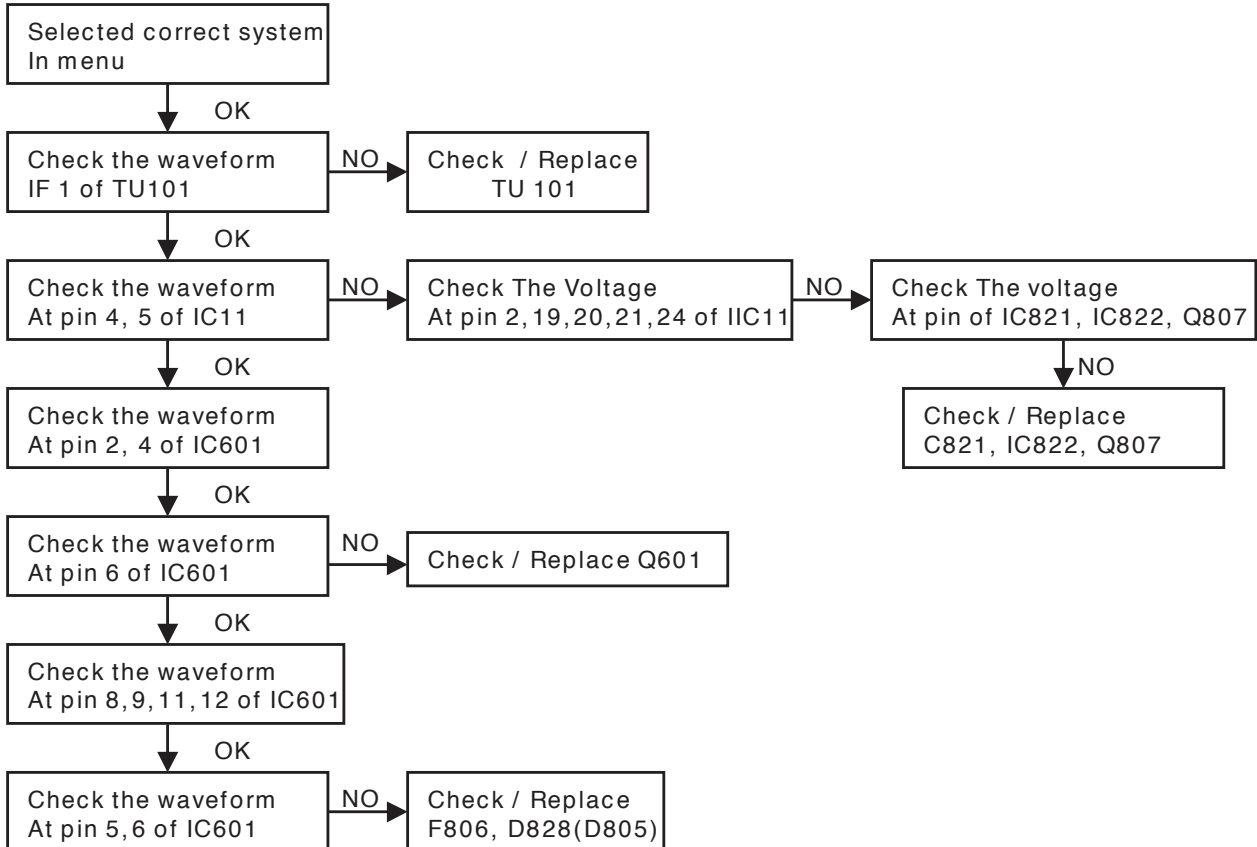 Selected correct system
In menu
OK
Check the waveform
IF 1 of TU101
NO
Check / Replace
TU 101
OK
Check the waveform
At pin 4, 5 of IC11
NO
Check The Voltage
At pin 2,19,20,21,24 of IIC11
NO
Check The voltage
At pin of IC821, IC822, Q807
OK
NO
Check the waveform
At pin 2, 4 of IC601
Check / Replace
C821, IC822, Q807
OK
Check the waveform
At pin 6 of IC601
NO
Check / Replace Q601
OK
Check the waveform
At pin 8,9,11,12 of IC601
OK
Check the waveform
At pin 5,6 of IC601
NO
Check / Replace
F806, D828(D805)